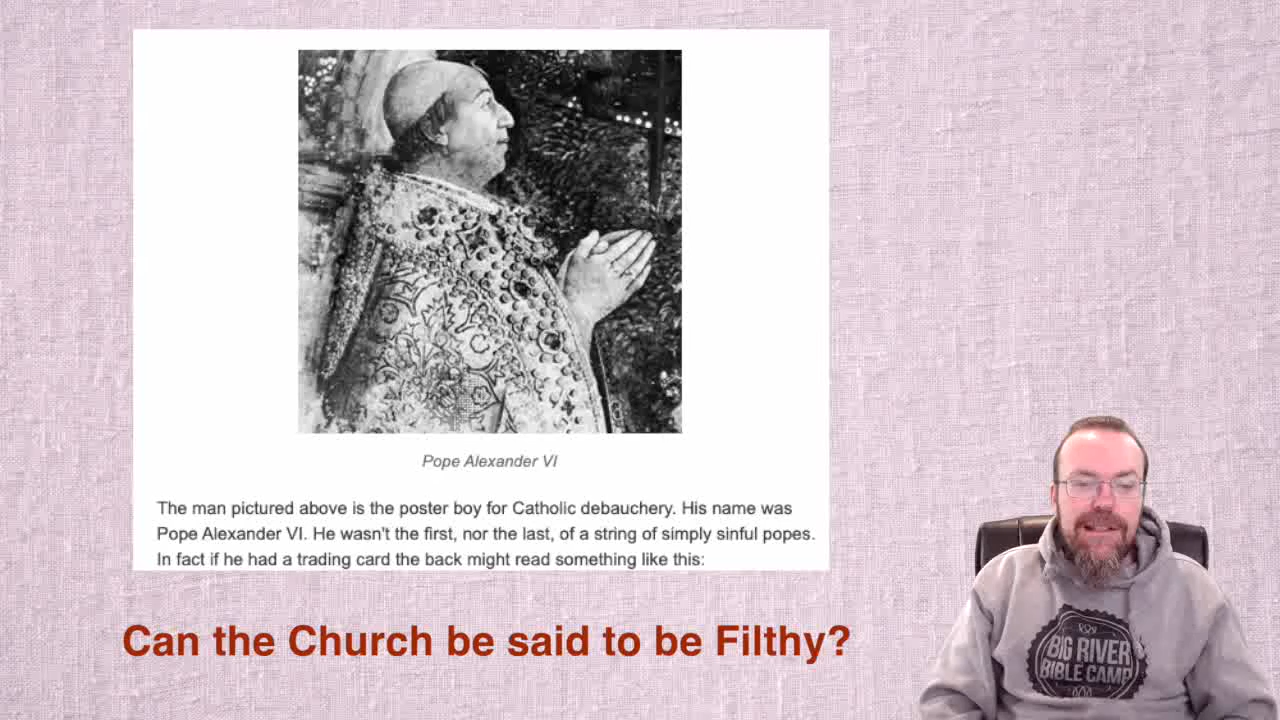 Pope Alexander VI
The man pictured above is the poster boy for Catholic debauchery. His name was
Pope Alexander VI. He wasn't the first, nor the last, of a string of simply sinful popes.
In fact if he had a trading card the back might read something like this:
Can the Church be said to be Filthy?
BIG RIVER
BIBLE CAMP